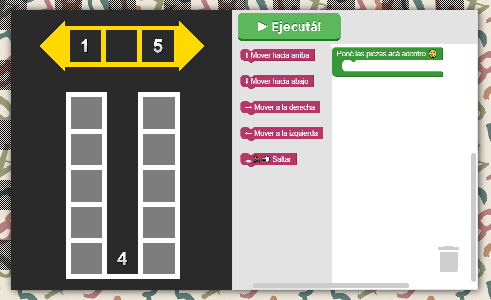 1 5
4
▶ Ejecutá!
Mover hacia arriba
Mover hacia abajo
Mover a la derecha
Mover a la izquierda
Saltar
Poné las piezas acá adentro